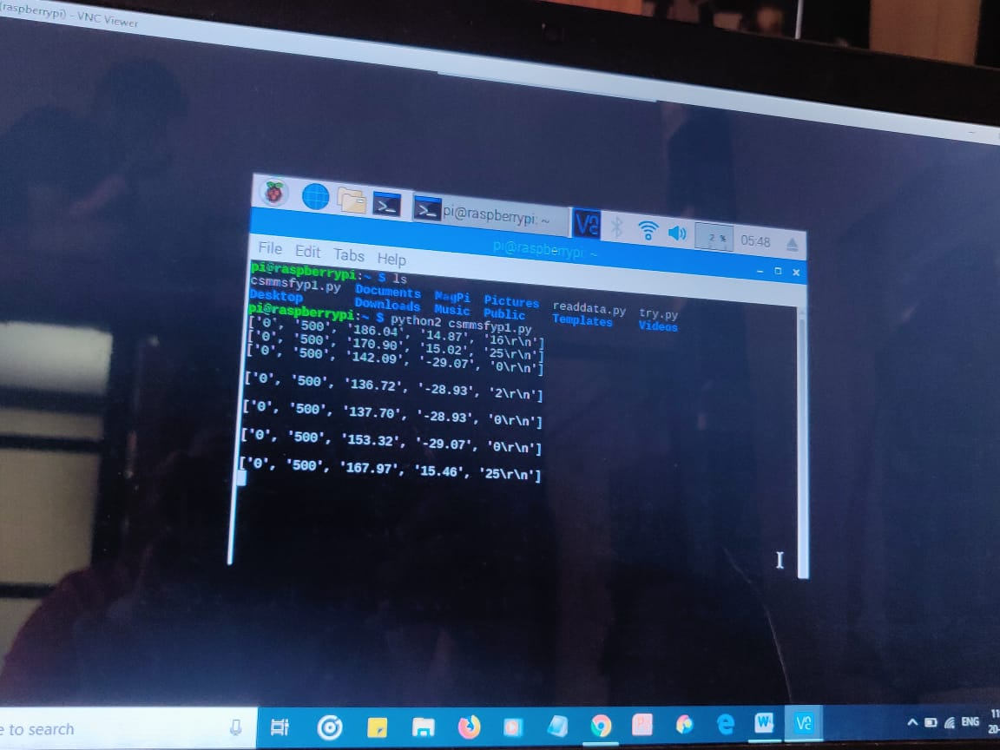 (raspberrypi) - VNC Viewer
pi@raspberrypi: ~
2 %
05:48
pi@raspberrypi: ~
File Edit Tabs Help
pi@raspberrypi:~ $ ls
csmmsfyp1.py Documents MagPi Pictures readdata.py try.py
Desktop Downloads Music Public Templates Videos
pi@raspberrypi:~ $ python2 csmmsfyp1.py
['0', '500', '186.04', '14.87', '16\r\n']
['0', '500', '170.90', '15.02', '25\r\n']
['0', '500', '142.09', '-29.07', '0\r\n']
['0', '500', '136.72', '-28.93', '2\r\n']
['0', '500', '137.70', '-28.93', '0\r\n']
['0', '500', '153.32', '-29.07', '0\r\n']
['0', '500', '167.97', '15.46', '25\r\n']
e to search
ENG
11
20-